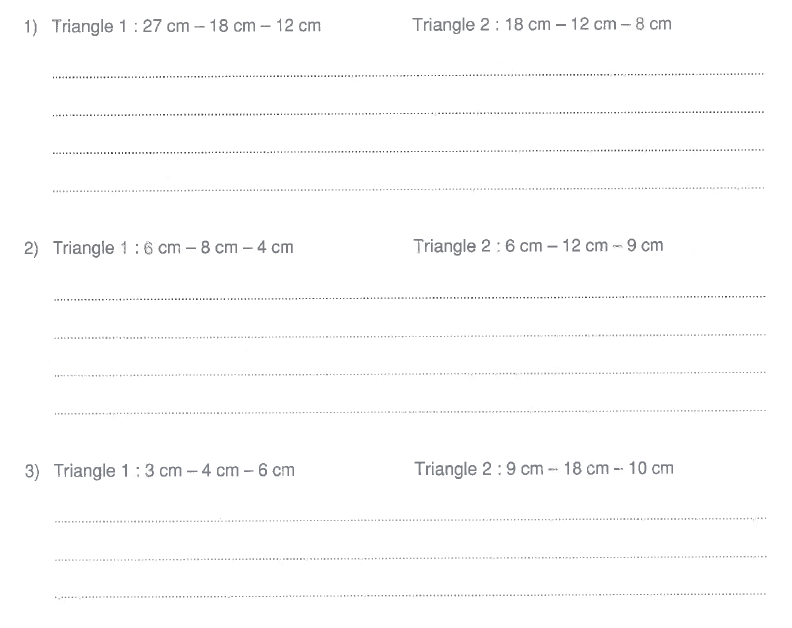 1) Triangle 1 : 27 cm – 18 cm – 12 cm Triangle 2 : 18 cm – 12 cm – 8 cm
2) Triangle 1 : 6 cm – 8 cm – 4 cm Triangle 2 : 6 cm – 12 cm – 9 cm
3) Triangle 1 : 3 cm – 4 cm – 6 cm Triangle 2 : 9 cm – 18 cm – 10 cm